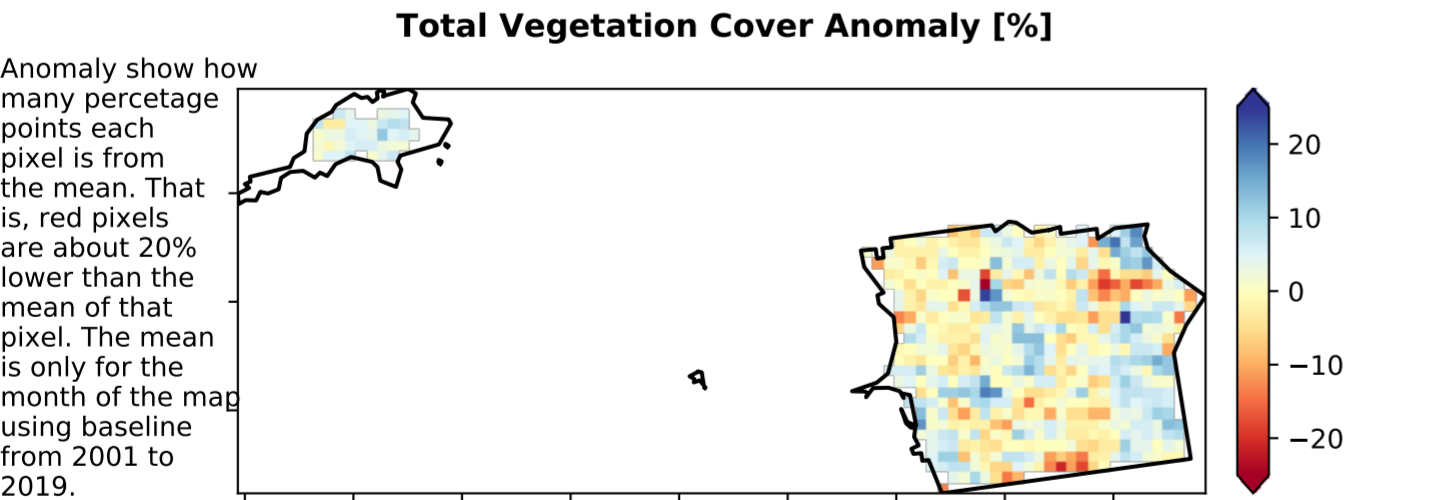 Total Vegetation Cover Anomaly [%]
Anomaly show how
many percetage
points each
pixel is from
the mean. That
is, red pixels
are about 20%
lower than the
mean of that
pixel. The mean
is only for the
month of the map
using baseline
from 2001 to
2019.
20
10
0
−10
−20